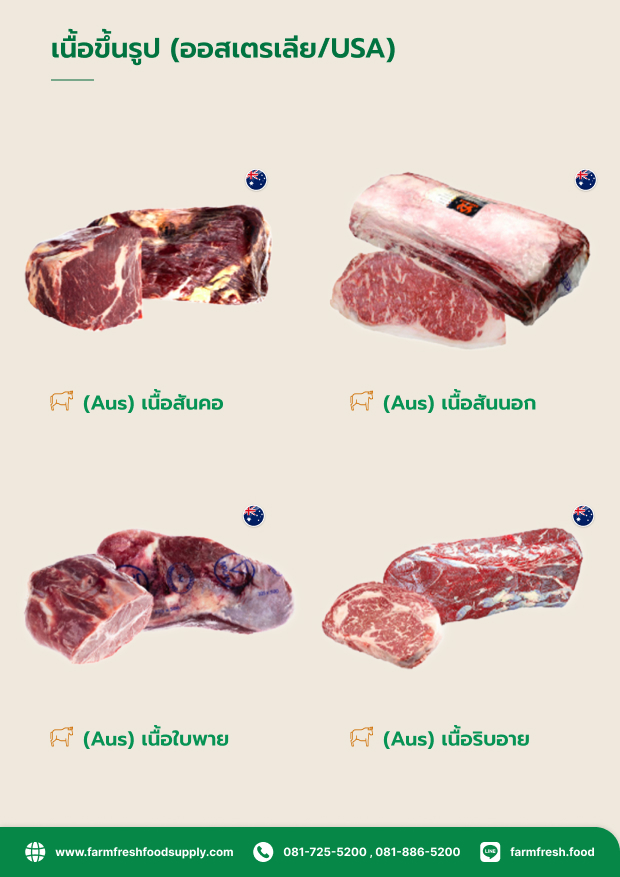 เนื้อขึ้นรูป (ออสเตรเลีย/USA)
(Aus) เนื้อสันคอ
(Aus) เนื้อสันนอก
(Aus) เนื้อใบพาย
(Aus) เนื้อริบอาย
www.farmfreshfoodsupply.com
081-725-5200 , 081-886-5200
LINE
farmfresh.food